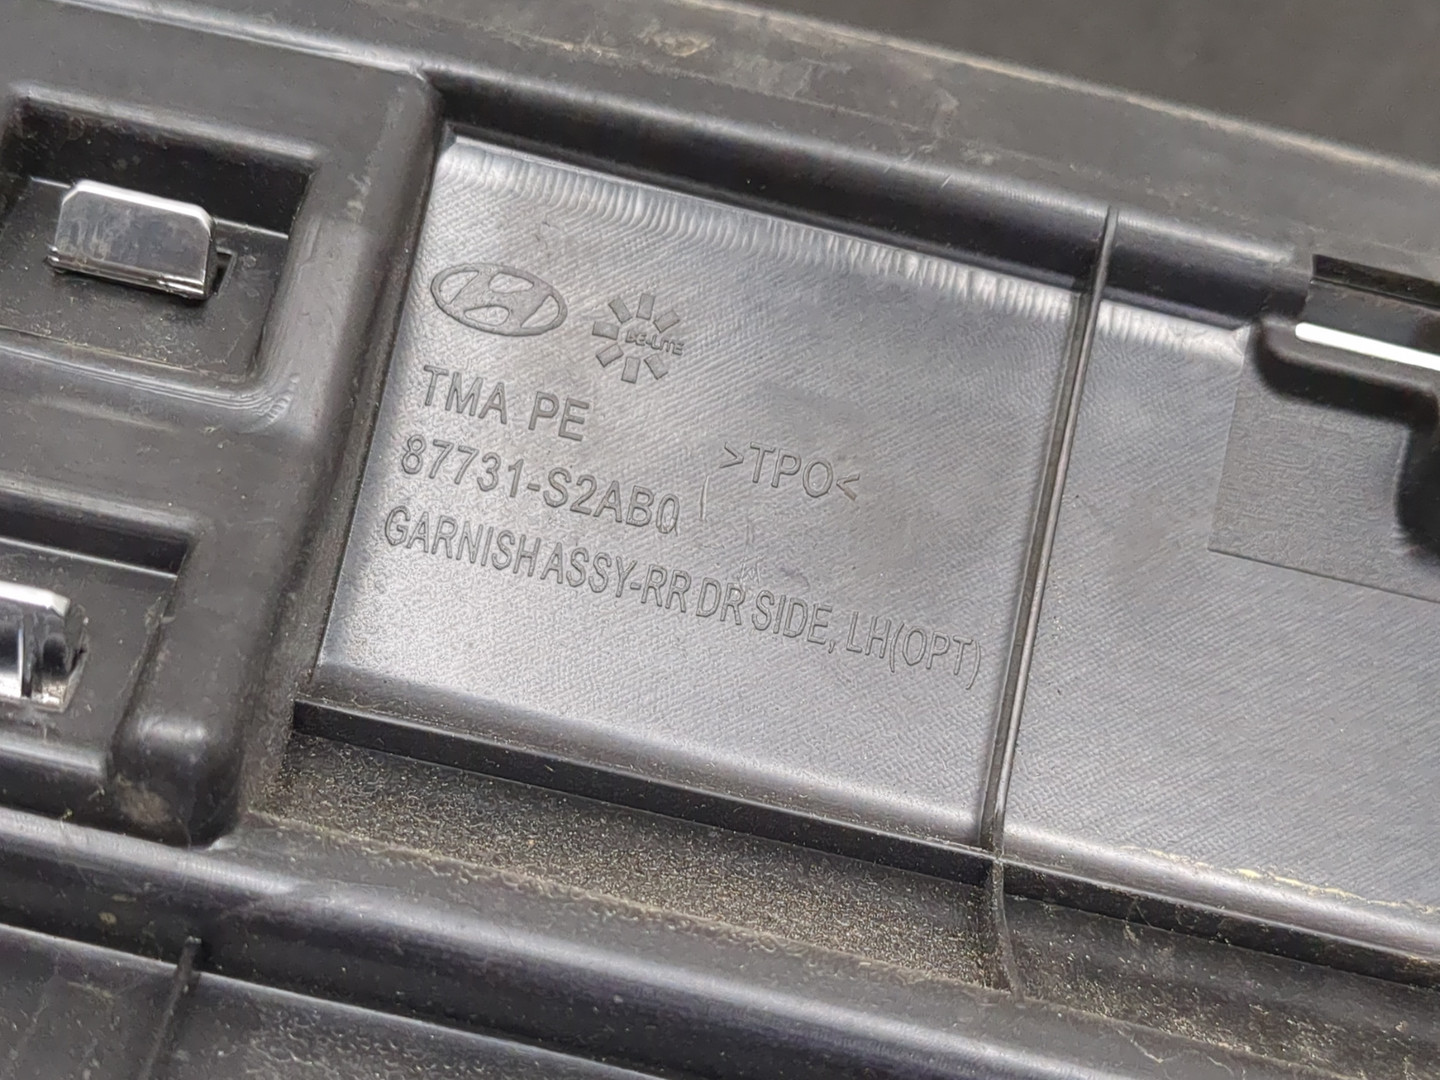 TMA PE
87731-S2AB0
>TPO<
GARNISH ASSY-RR DR SIDE, LH(OPT)